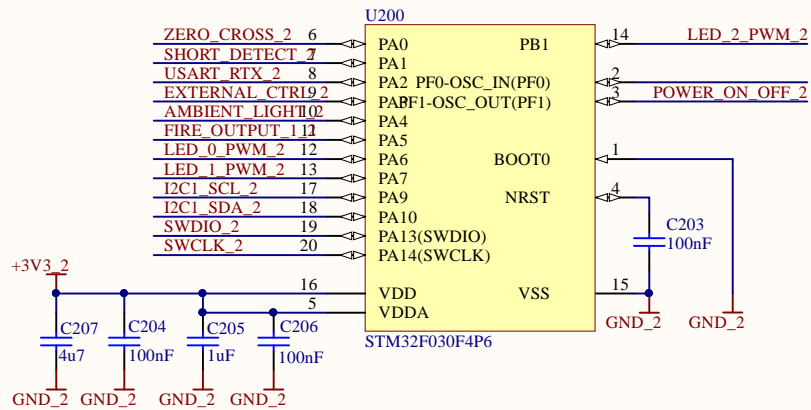 U200
ZERO_CROSS_2 6 PA0 PB1 14 LED_2_PWM_2
SHORT_DETECT_2 7 PA1
USART_RTX_2 8 PA2 PF0-OSC_IN(PF0) 2
EXTERNAL_CTRL_2 9 PA3 PF1-OSC_OUT(PF1) 3 POWER_ON_OFF_2
AMBIENT_LIGHT_2 10 PA4
FIRE_OUTPUT_1_2 11 PA5
LED_0_PWM_2 12 PA6 BOOT0 1
LED_1_PWM_2 13 PA7
I2C1_SCL_2 17 PA9 NRST 4
I2C1_SDA_2 18 PA10
SWDIO_2 19 PA13(SWDIO)
SWCLK_2 20 PA14(SWCLK)
C203
100nF
+3V3_2
16 VDD VSS 15
5 VDDA
GND_2 GND_2
STM32F030F4P6
C207 C204 C205 C206
4u7 100nF 1uF 100nF
GND_2 GND_2 GND_2 GND_2